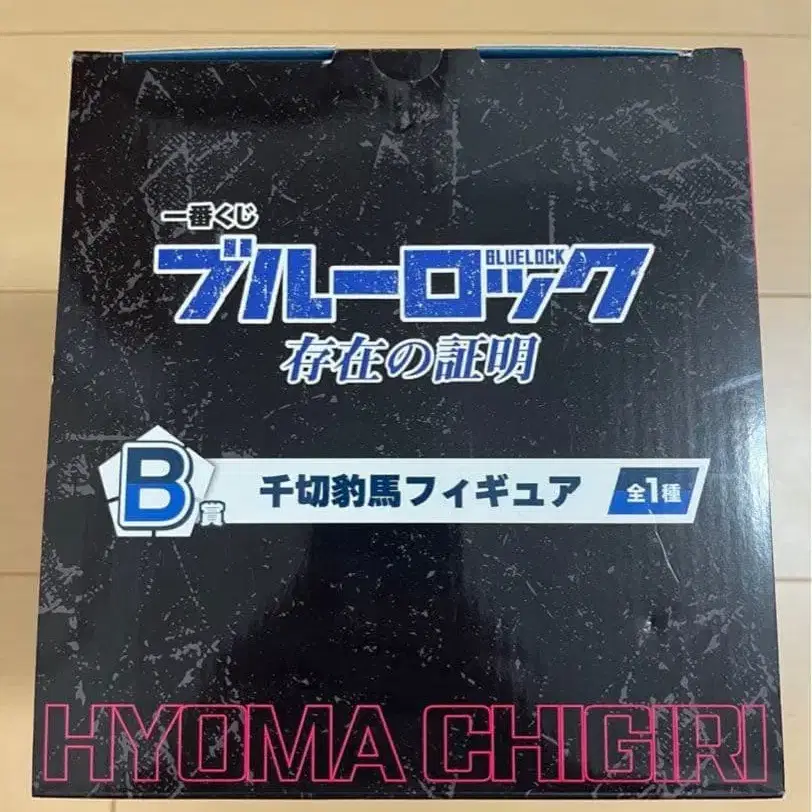 一番くじ
BLUELOCK
ブルーロック
存在の証明
B賞 千切豹馬フィギュア 全1種
HYOMA CHIGIRI